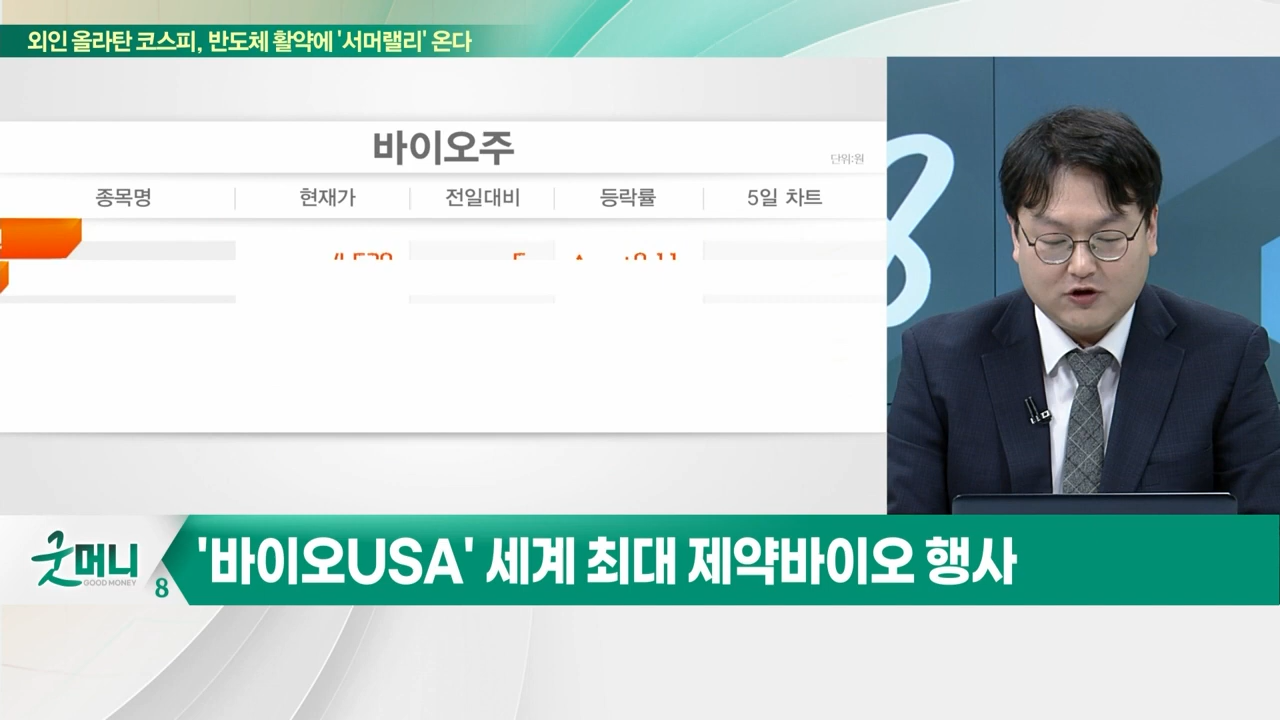 외인 올라탄 코스피, 반도체 활약에 '서머랠리' 온다
바이오주
단위:원
종목명 현재가 전일대비 등락률 5일 차트
굿머니
GOOD MONEY
8
'바이오USA' 세계 최대 제약바이오 행사